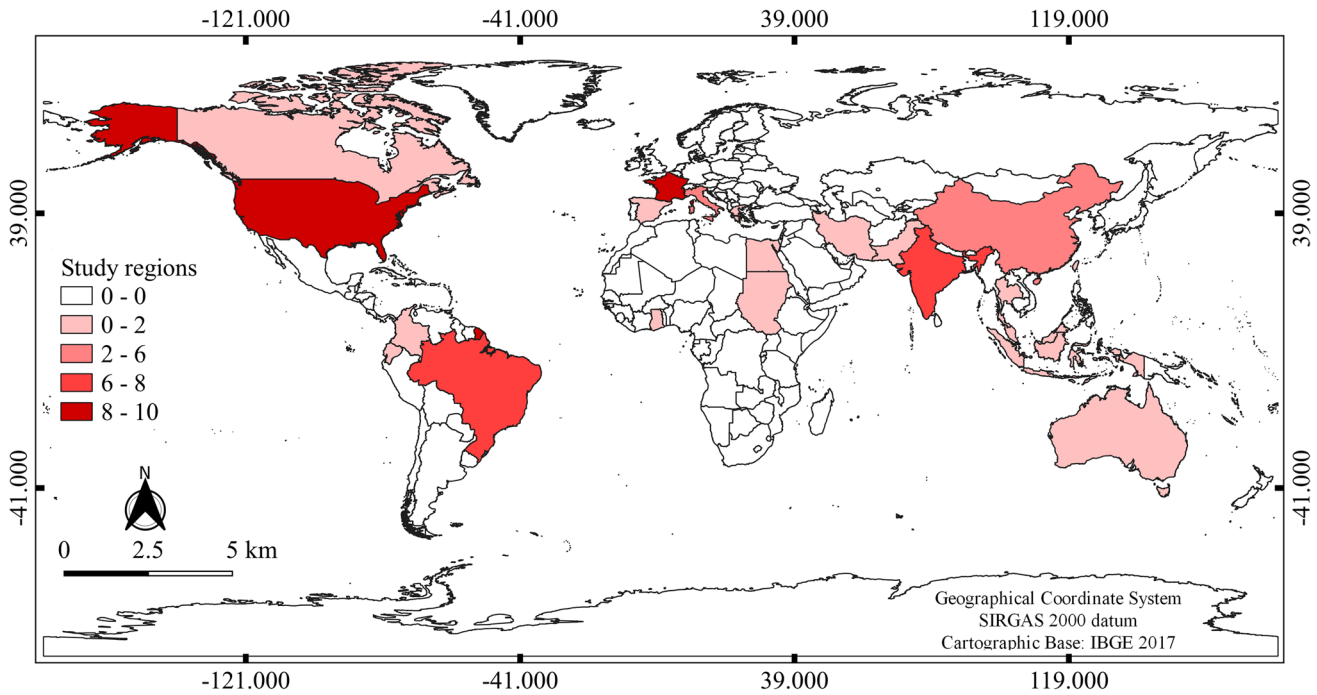 -121.000 -41.000 39.000 119.000
39.000 39.000
Study regions
0 - 0
0 - 2
2 - 6
6 - 8
8 - 10
N
-41.000 -41.000
0 2.5 5 km
Geographical Coordinate System
SIRGAS 2000 datum
Cartographic Base: IBGE 2017
-121.000 -41.000 39.000 119.000